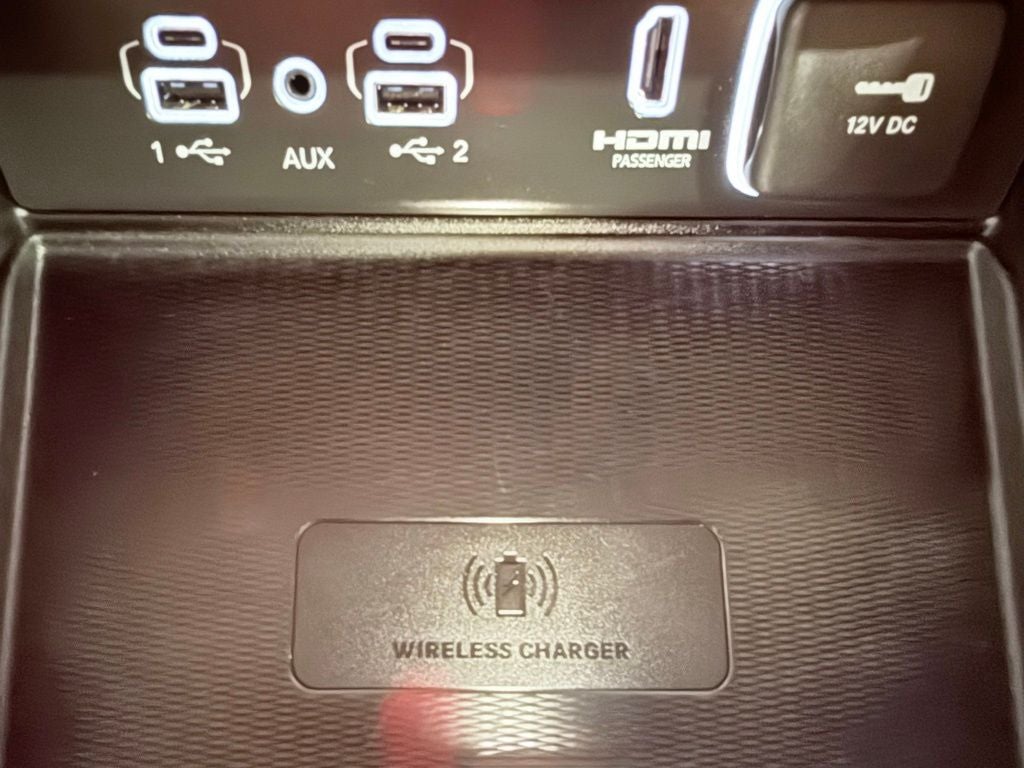 1
AUX
2
HDMI
PASSENGER
12V DC
WIRELESS CHARGER